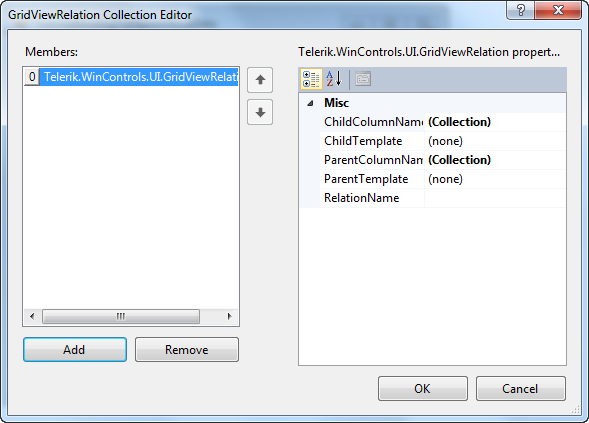 GridViewRelation Collection Editor
Members:
Telerik.WinControls.UI.GridViewRelation propert...
0 Telerik.WinControls.UI.GridViewRelati
Misc
ChildColumnName (Collection)
ChildTemplate (none)
ParentColumnNam (Collection)
ParentTemplate (none)
RelationName
Add Remove
OK Cancel